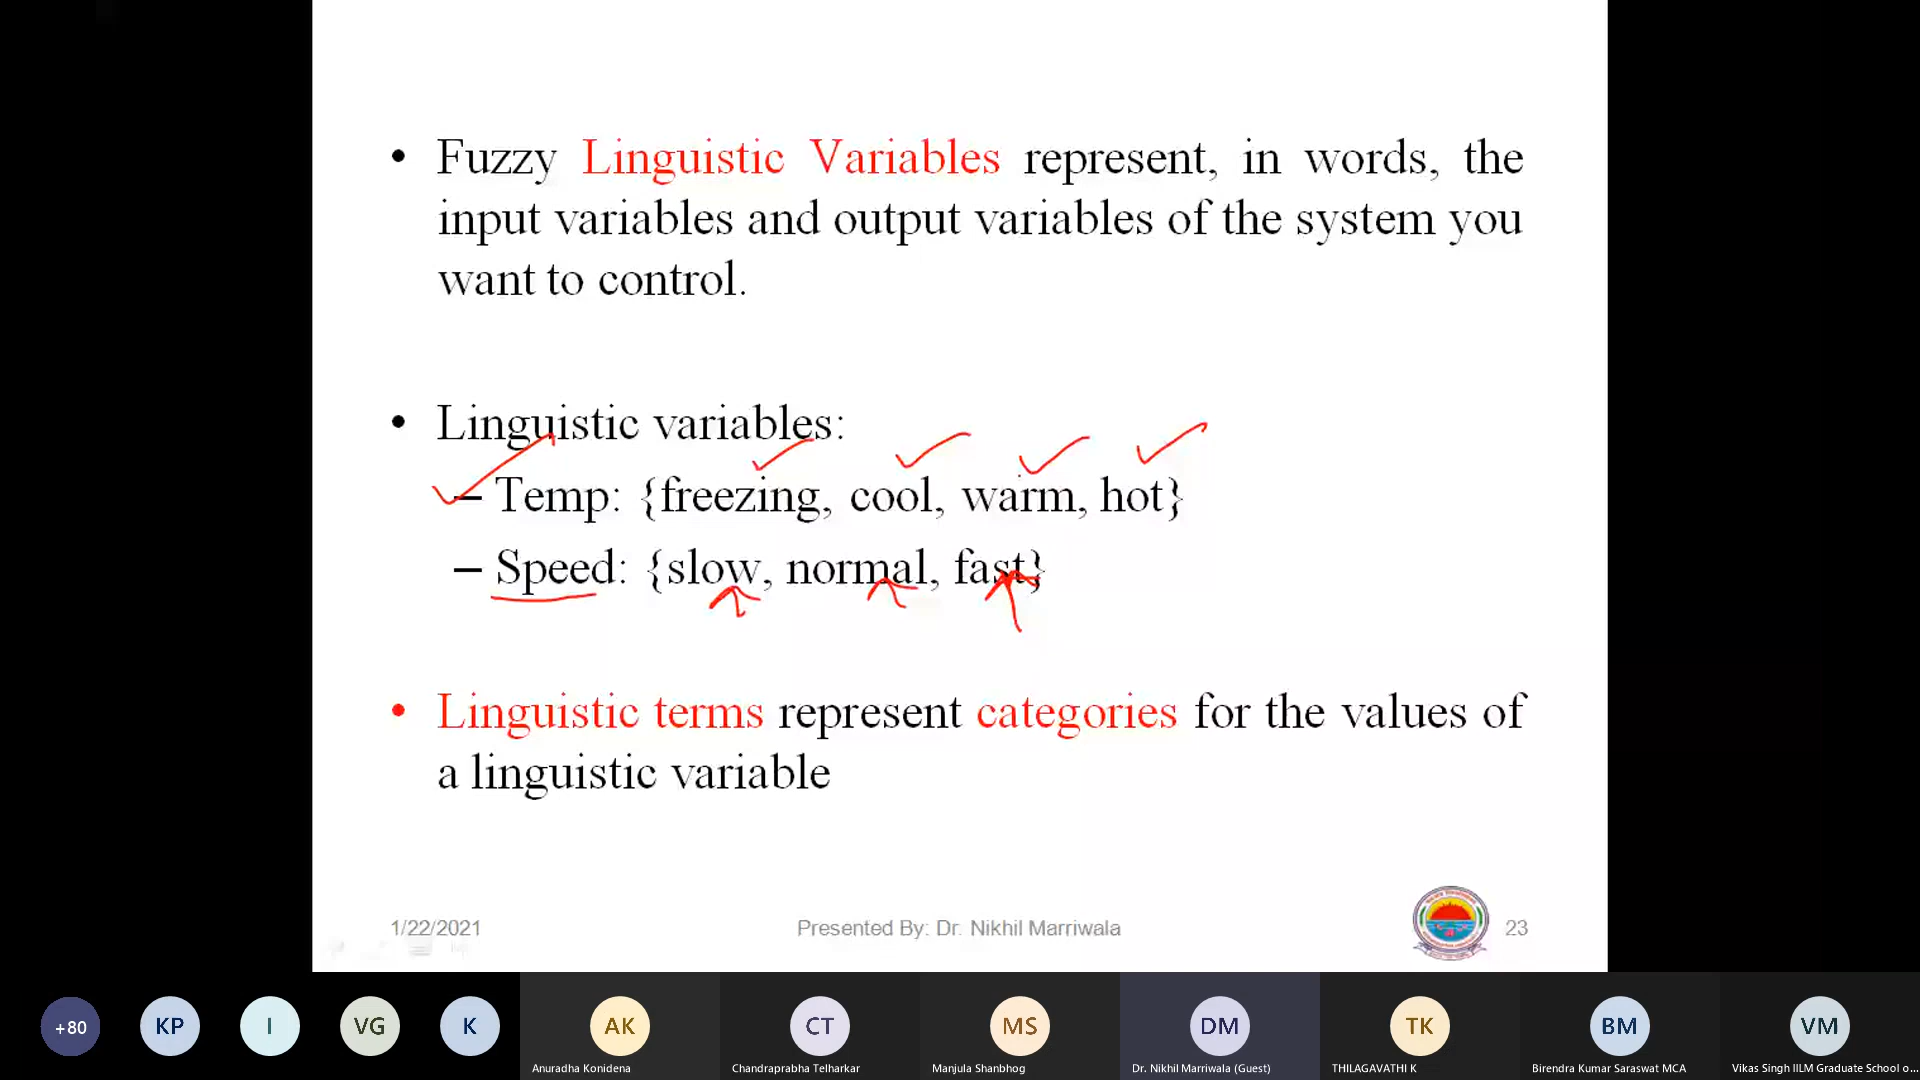 • Fuzzy Linguistic Variables represent, in words, the
input variables and output variables of the system you
want to control.
• Linguistic variables:
– Temp: {freezing, cool, warm, hot}
– Speed: {slow, normal, fast}
• Linguistic terms represent categories for the values of
a linguistic variable
1/22/2021
Presented By: Dr. Nikhil Marriwala
23
+80
KP
I
VG
K
AK
CT
MS
DM
TK
BM
VM
Anuradha Konidena
Chandraprabha Telharkar
Manjula Shanbhog
Dr. Nikhil Marriwala (Guest)
THILAGAVATHI K
Birendra Kumar Saraswat MCA
Vikas Singh IILM Graduate School o...